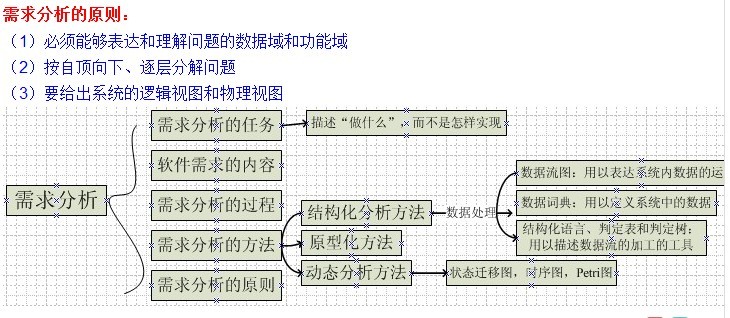 需求分析的原则：
（1）必须能够表达和理解问题的数据域和功能域
（2）按自顶向下、逐层分解问题
（3）要给出系统的逻辑视图和物理视图
需求分析
需求分析的任务
描述“做什么”，而不是怎样实现
软件需求的内容
需求分析的过程
需求分析的方法
结构化分析方法
数据处理
数据流图：用以表达系统内数据的运
数据词典：用以定义系统中的数据
结构化语言、判定表和判定树：
用以描述数据流的加工的工具
原型化方法
动态分析方法
状态迁移图，时序图，Petri图
需求分析的原则